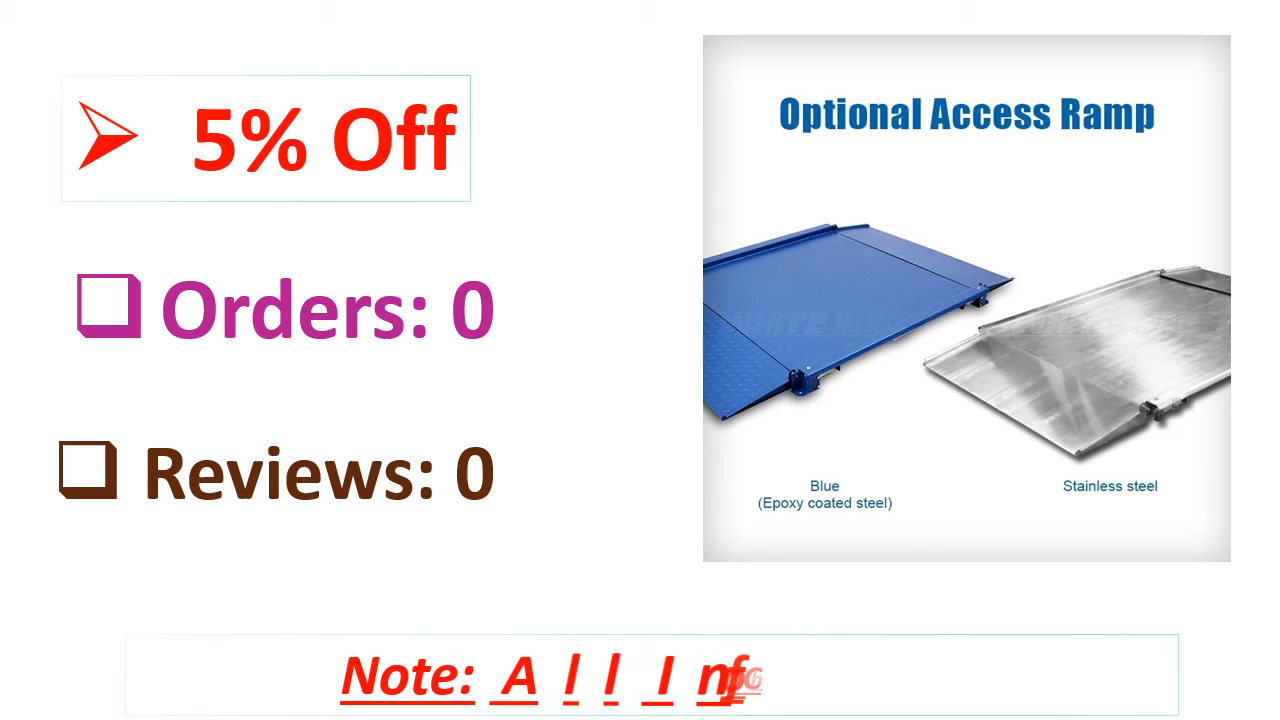 5% Off
Orders: 0
Reviews: 0
Optional Access Ramp
Blue
(Epoxy coated steel)
Stainless steel
Note: A l l I n f